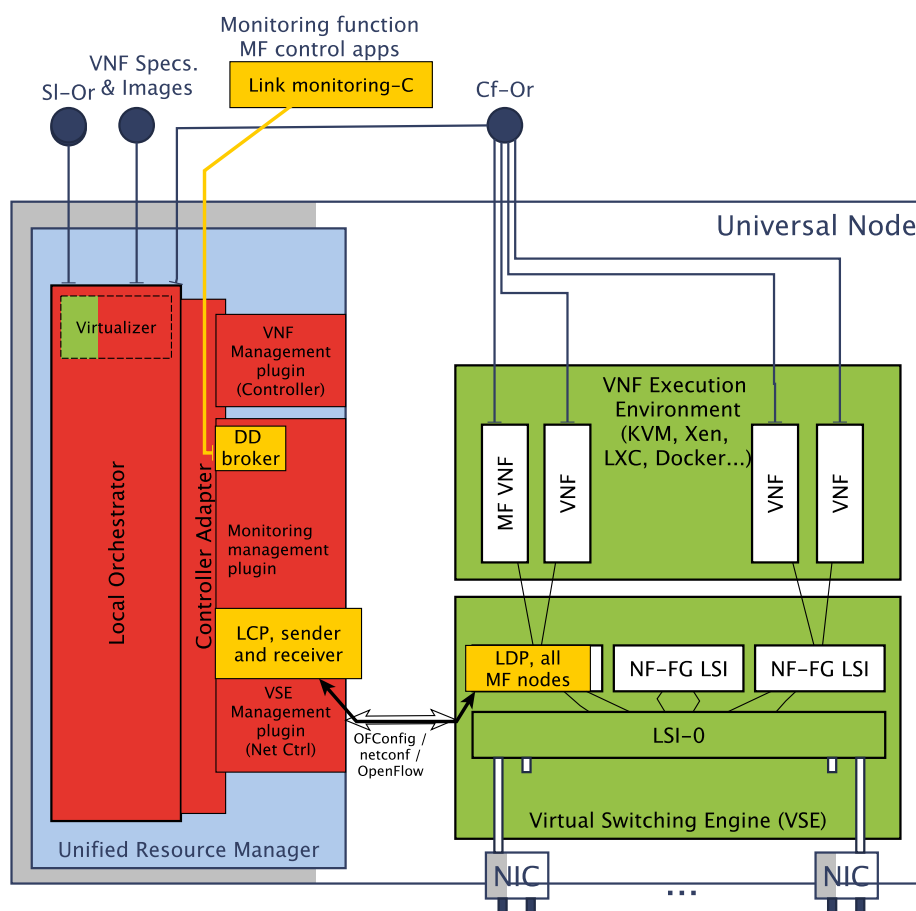 Monitoring function
MF control apps
VNF Specs.
& Images
Sl-Or
Link monitoring-C
Cf-Or
Universal Node
Virtualizer
VNF
Management
plugin
(Controller)
DD
broker
Local Orchestrator
Controller Adapter
Monitoring
management
plugin
LCP, sender
and receiver
VSE
Management
plugin
(Net Ctrl)
OFConfig /
netconf /
OpenFlow
Unified Resource Manager
VNF Execution
Environment
(KVM, Xen,
LXC, Docker...)
MF VNF
VNF
VNF
VNF
LDP, all
MF nodes
NF-FG LSI
NF-FG LSI
LSI-0
Virtual Switching Engine (VSE)
NIC
...
NIC